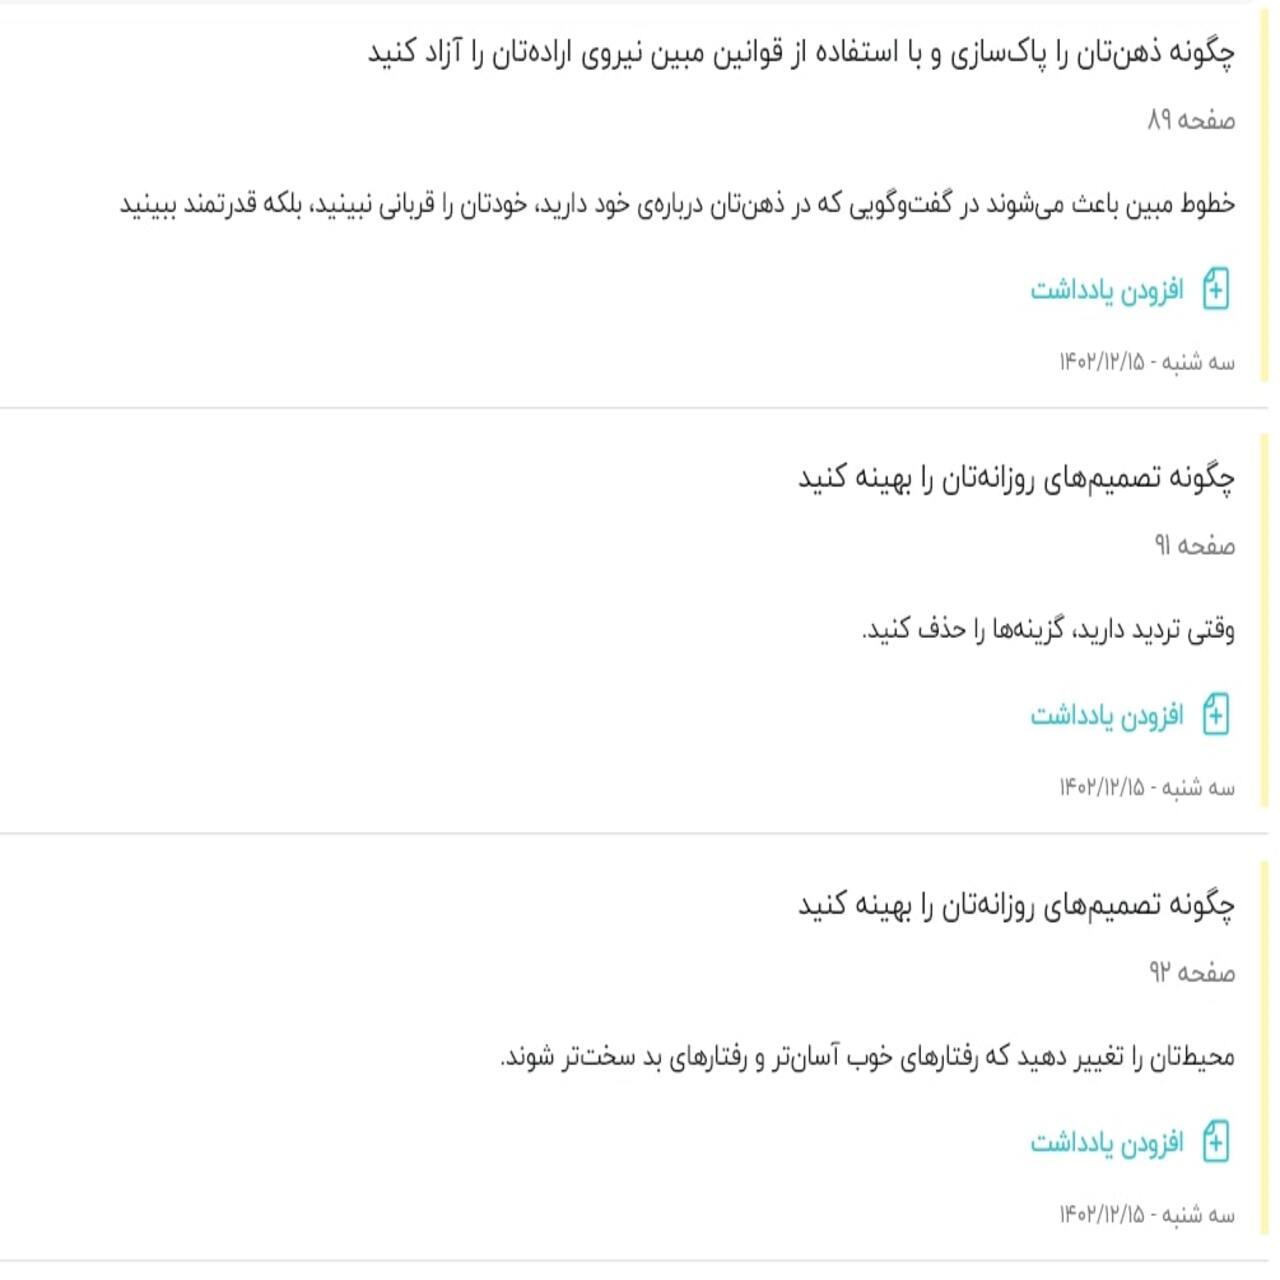 چگونه ذهن‌تان را پاک‌سازی و با استفاده از قوانین مبین نیروی اراده‌تان را آزاد کنید
صفحه ۸۹
خطوط مبین باعث می‌شوند در گفت‌وگویی که در ذهن‌تان درباره‌ی خود دارید، خودتان را قربانی نبینید، بلکه قدرتمند ببینید
افزودن یادداشت
سه شنبه - ۱۴۰۲/۱۲/۱۵
چگونه تصمیم‌های روزانه‌تان را بهینه کنید
صفحه ۹۱
وقتی تردید دارید، گزینه‌ها را حذف کنید.
افزودن یادداشت
سه شنبه - ۱۴۰۲/۱۲/۱۵
چگونه تصمیم‌های روزانه‌تان را بهینه کنید
صفحه ۹۲
محیط‌تان را تغییر دهید که رفتارهای خوب آسان‌تر و رفتارهای بد سخت‌تر شوند.
افزودن یادداشت
سه شنبه - ۱۴۰۲/۱۲/۱۵